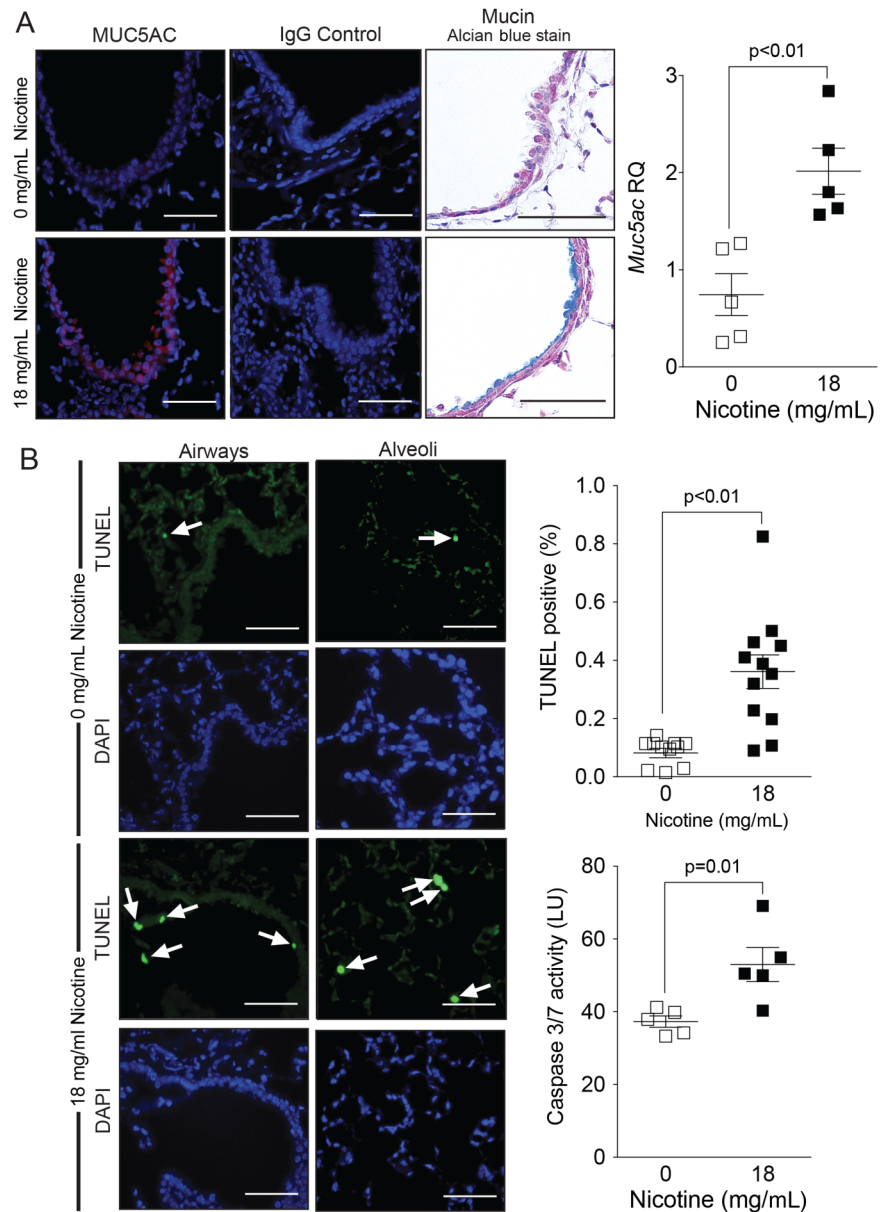 A
MUC5AC
IgG Control
Mucin
Alcian blue stain
0 mg/mL Nicotine
18 mg/mL Nicotine
p<0.01
3
2
1
0
Muc5ac RQ
0
18
Nicotine (mg/mL)
B
Airways
Alveoli
0 mg/mL Nicotine
TUNEL
DAPI
18 mg/ml Nicotine
TUNEL
DAPI
p<0.01
1.0
0.8
0.6
0.4
0.2
0.0
TUNEL positive (%)
0
18
Nicotine (mg/mL)
p=0.01
80
60
40
20
0
Caspase 3/7 activity (LU)
0
18
Nicotine (mg/mL)